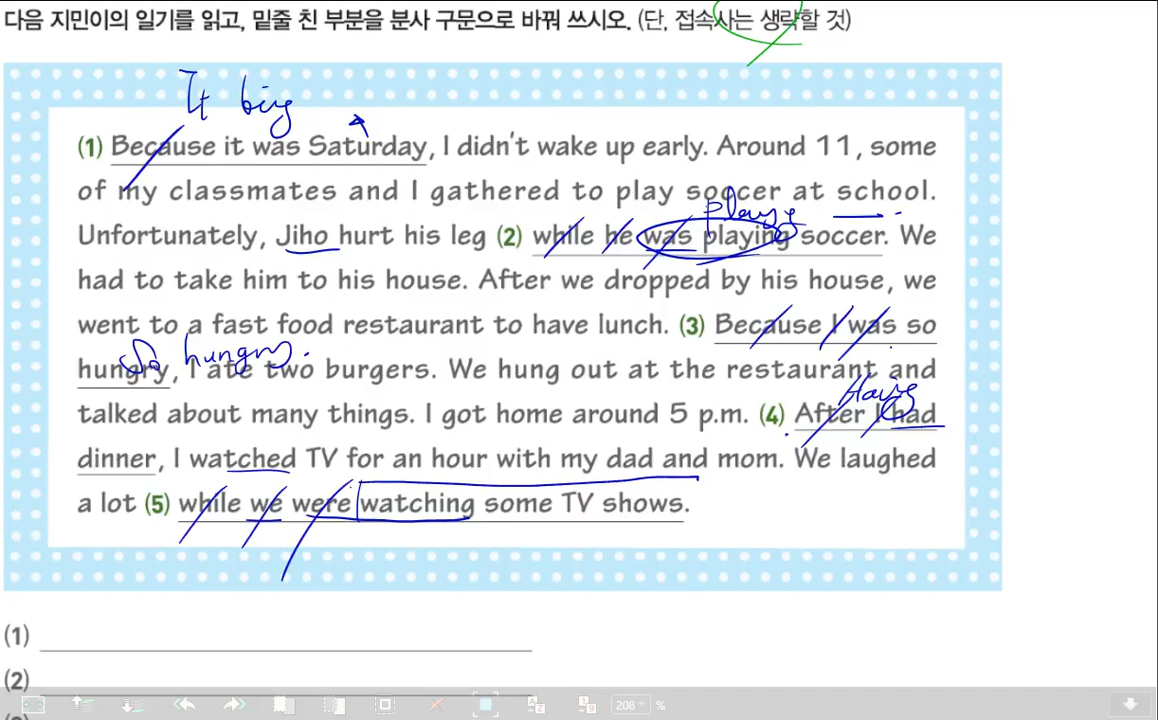 다음 지민이의 일기를 읽고, 밑줄 친 부분을 분사 구문으로 바꿔 쓰시오. (단, 접속사는 생략할 것)
It
(1) Because it was Saturday, I didn't wake up early. Around 11, some
of my classmates and I gathered to play soccer at school.
Unfortunately, Jiho hurt his leg (2) while he was playing soccer. We
had to take him to his house. After we dropped by his house, we
went to a fast food restaurant to have lunch. (3) Because I was so
So hungry.
hungry, I ate two burgers. We hung out at the restaurant and
talked about many things. I got home around 5 p.m. (4) After I had
dinner, I watched TV for an hour with my dad and mom. We laughed
a lot (5) while we were watching some TV shows.
(1)
(2)
208 %